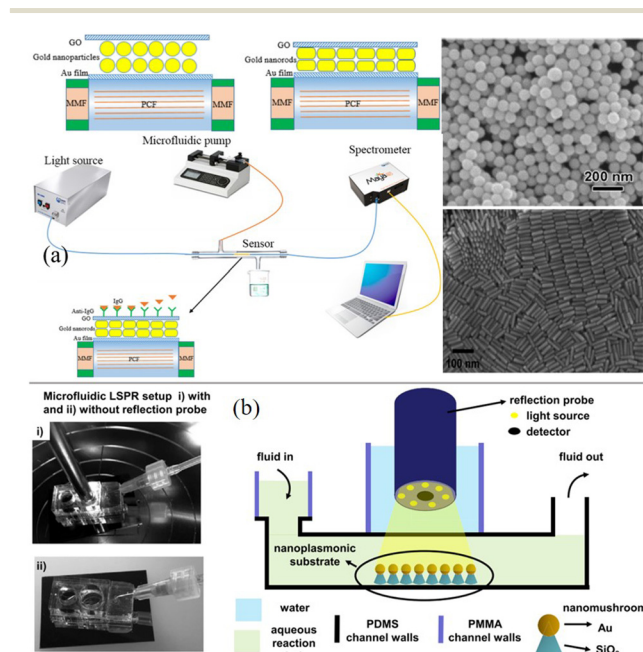 GO
Gold nanoparticles
Au film
MMF
PCF
MMF
GO
Gold nanorods
Au film
MMF
PCF
MMF
200 nm
Microfluidic pump
Light source
Spectrometer
(a)
Sensor
IgG
Anti-IgG
GO
Gold nanorods
Au film
MMF
PCF
MMF
100 nm
Microfluidic LSPR setup i) with
and ii) without reflection probe
i)
ii)
(b)
reflection probe
light source
detector
fluid in
fluid out
nanoplasmonic
substrate
water
aqueous
reaction
PDMS
channel walls
PMMA
channel walls
nanomushroom
Au